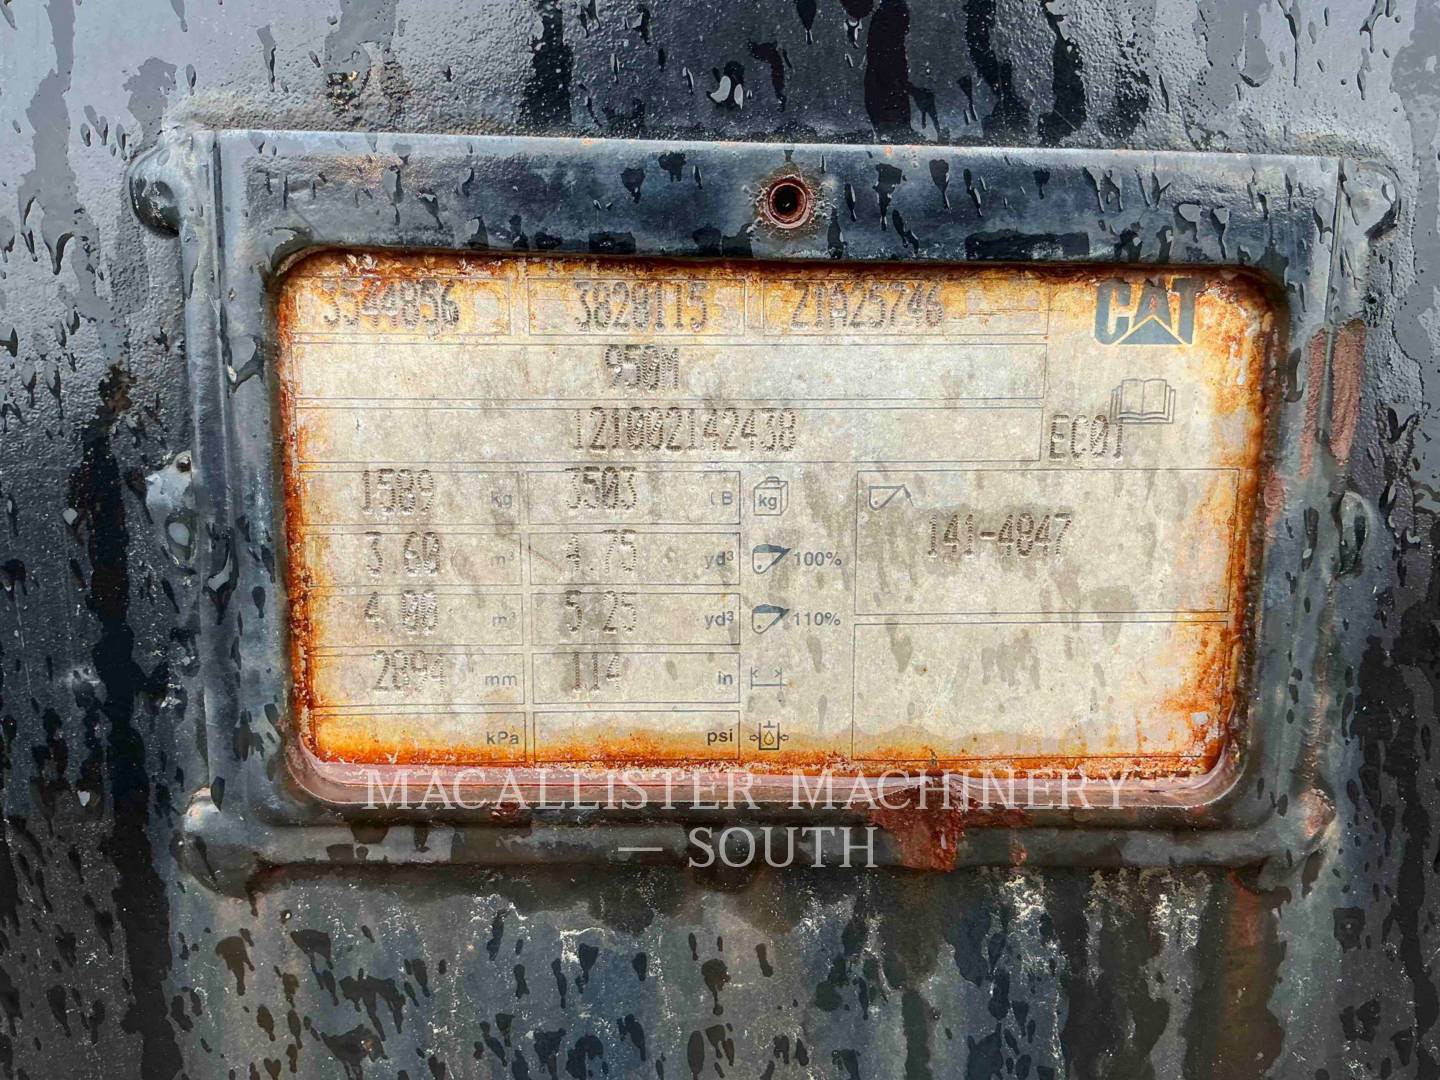 3544856 3828115 21A25746 CAT
950M
121002142438 EC01
1589 kg 3503 LB kg
3.60 m³ 4.75 yd³ 100% 141-4847
4.00 m³ 5.25 yd³ 110%
2894 mm 114 in
kPa psi
MACALLISTER MACHINERY
— SOUTH